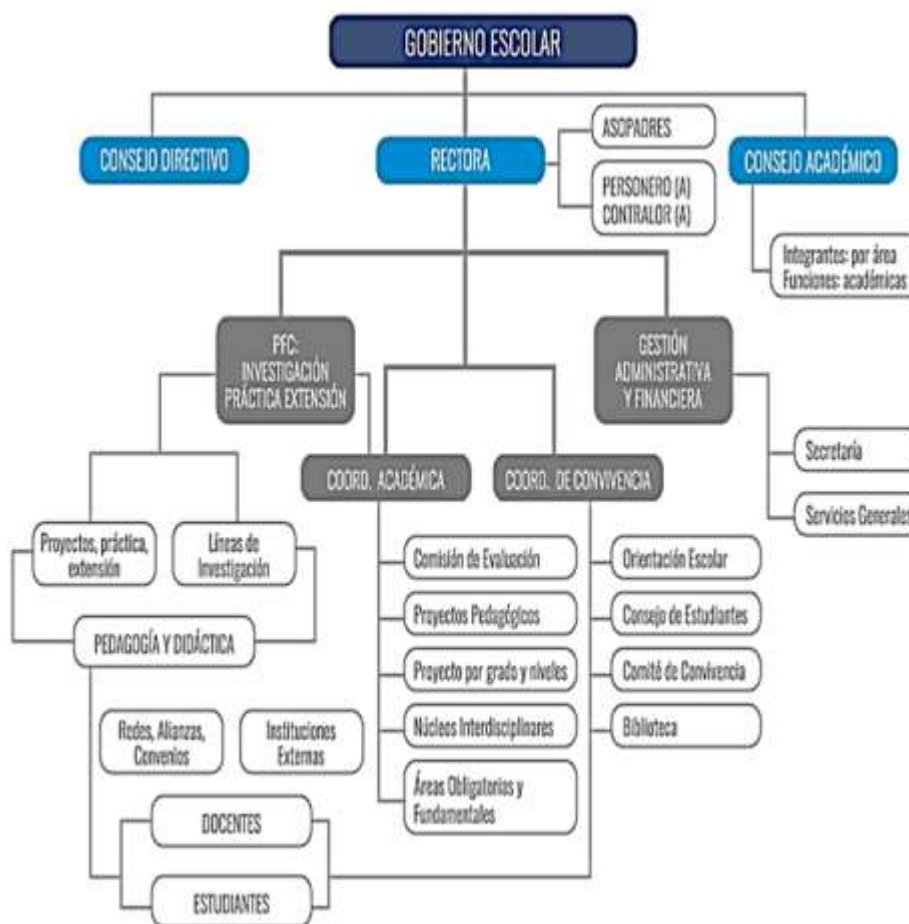 GOBIERNO ESCOLAR
CONSEJO DIRECTIVO
RECTORA
ASOPADRES
PERSONERO (A)
CONTRALOR (A)
CONSEJO ACADÉMICO
Integrantes: por área
Funciones: académicas
PFC:
INVESTIGACIÓN
PRÁCTICA EXTENSIÓN
GESTIÓN
ADMINISTRATIVA
Y FINANCIERA
COORD. ACADÉMICA
COORD. DE CONVIVENCIA
Secretaria
Servicios Generales
Proyectos, práctica,
extensión
Líneas de
Investigación
PEDAGOGÍA Y DIDÁCTICA
Comisión de Evaluación
Proyectos Pedagógicos
Proyecto por grado y niveles
Núcleos Interdisciplinares
Áreas Obligatorias y
Fundamentales
Orientación Escolar
Consejo de Estudiantes
Comité de Convivencia
Biblioteca
Redes, Alianzas,
Convenios
Instituciones
Externas
DOCENTES
ESTUDIANTES